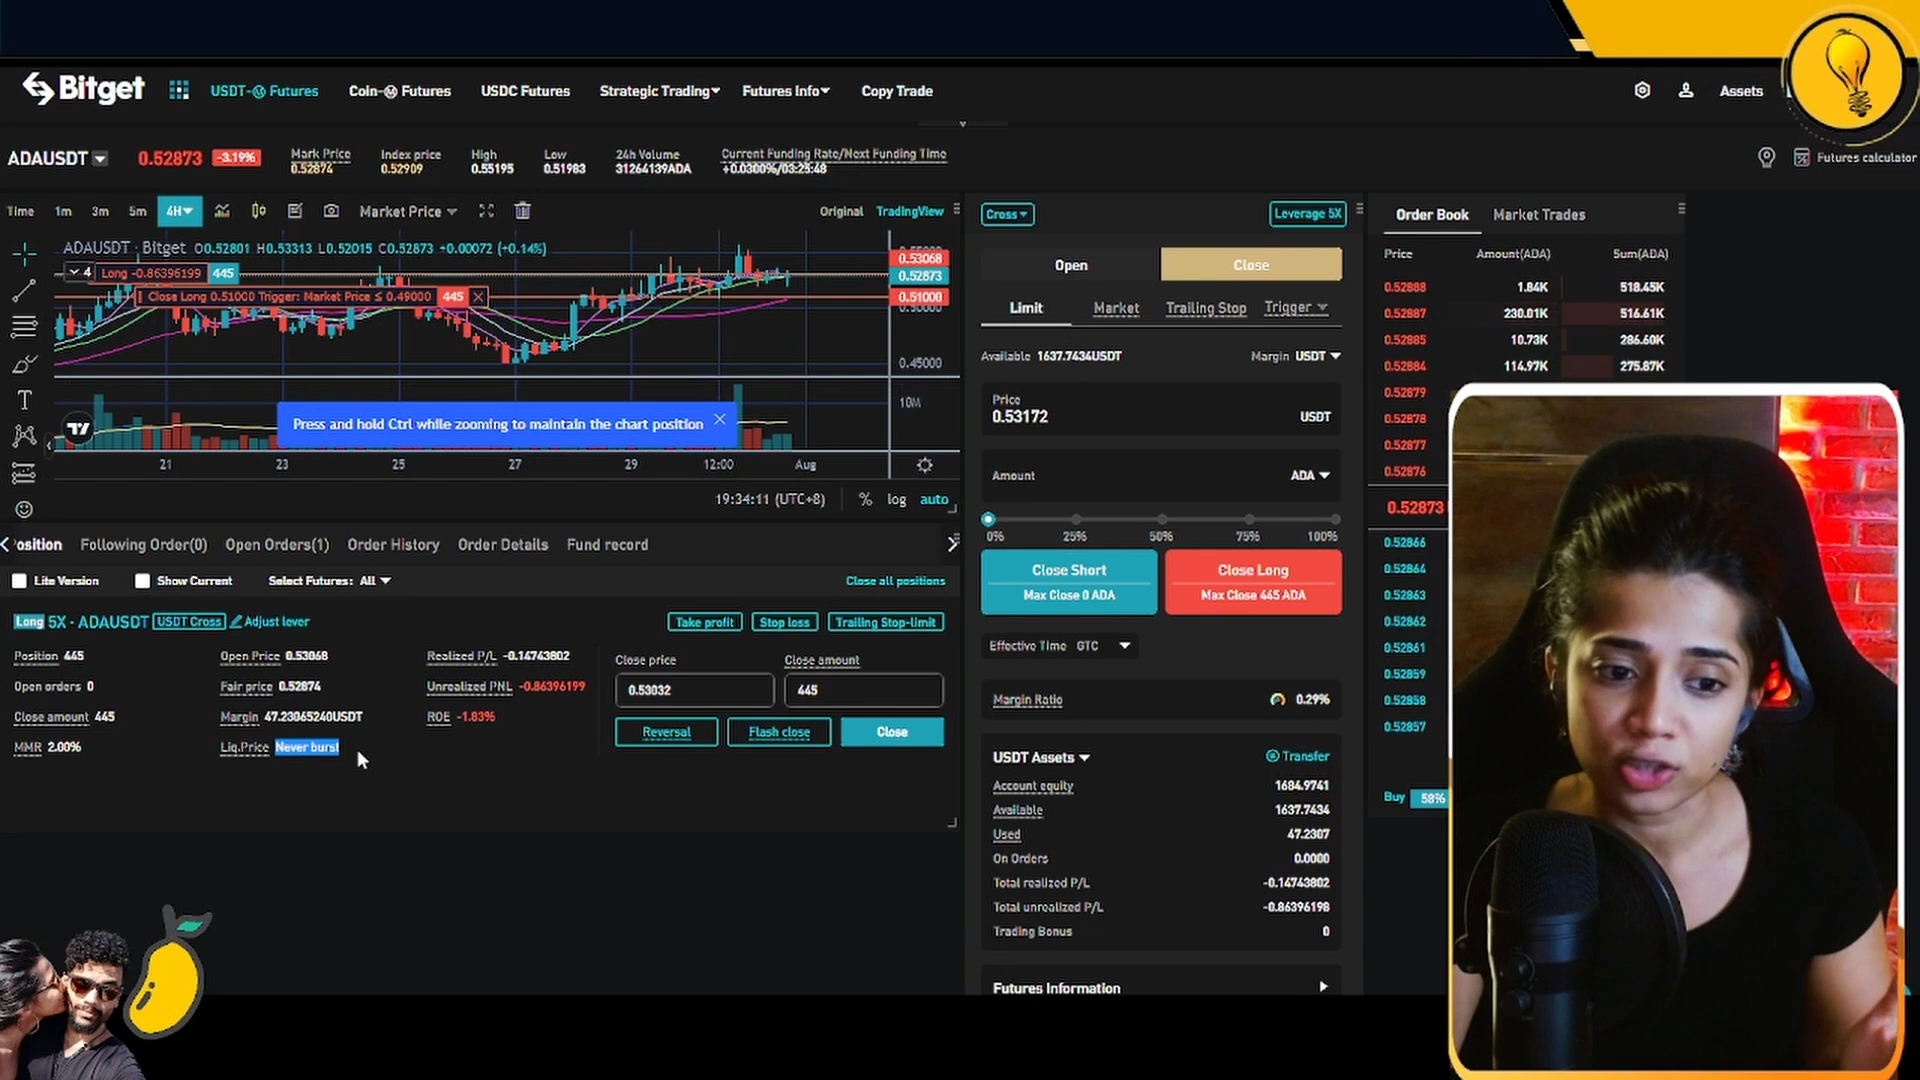 Bitget
USDT-M Futures Coin-M Futures USDC Futures Strategic Trading Futures Info Copy Trade Assets
ADAUSDT 0.52873 -3.19%
Mark Price Index price High Low 24h Volume Current Funding Rate/Next Funding Time
0.52874 0.52909 0.55195 0.51983 31264139ADA +0.0300%/03:25:48
Futures calculator
Time 1m 3m 5m 4H Market Price Original TradingView
ADAUSDT · Bitget O0.52801 H0.53313 L0.52015 C0.52873 +0.00072 (+0.14%)
4 Long -0.86396199 445
Close Long 0.51000 Trigger: Market Price ≤ 0.49000 445
0.53068
0.52873
0.51000
0.45000
10M
Press and hold Ctrl while zooming to maintain the chart position
21 23 25 27 29 12:00 Aug
19:34:11 (UTC+8) % log auto
osition Following Order(0) Open Orders(1) Order History Order Details Fund record
Lite Version Show Current Select Futures: All Close all positions
Long 5X - ADAUSDT USDT Cross Adjust lever Take profit Stop loss Trailing Stop-limit
Position 445 Open Price 0.53068 Realized P/L -0.14743802
Open orders 0 Fair price 0.52874 Unrealized PNL -0.86396199
Close amount 445 Margin 47.23065240USDT ROE -1.83%
MMR 2.00% Liq.Price Never burst
Close price Close amount
0.53032 445
Reversal Flash close Close
Cross Leverage 5X
Open Close
Limit Market Trailing Stop Trigger
Available 1637.7434USDT Margin USDT
Price
0.53172 USDT
Amount ADA
0% 25% 50% 75% 100%
Close Short Close Long
Max Close 0 ADA Max Close 445 ADA
Effective Time GTC
Margin Ratio 0.29%
USDT Assets Transfer
Account equity 1684.9741
Available 1637.7434
Used 47.2307
On Orders 0.0000
Total realized P/L -0.14743802
Total unrealized P/L -0.86396198
Trading Bonus 0
Futures Information
Order Book Market Trades
Price Amount(ADA) Sum(ADA)
0.52888 1.84K 518.45K
0.52887 230.01K 516.61K
0.52885 10.73K 286.60K
0.52884 114.97K 275.87K
0.52879
0.52878
0.52877
0.52876
0.52873
0.52866
0.52864
0.52863
0.52862
0.52861
0.52859
0.52858
0.52857
Buy 58%